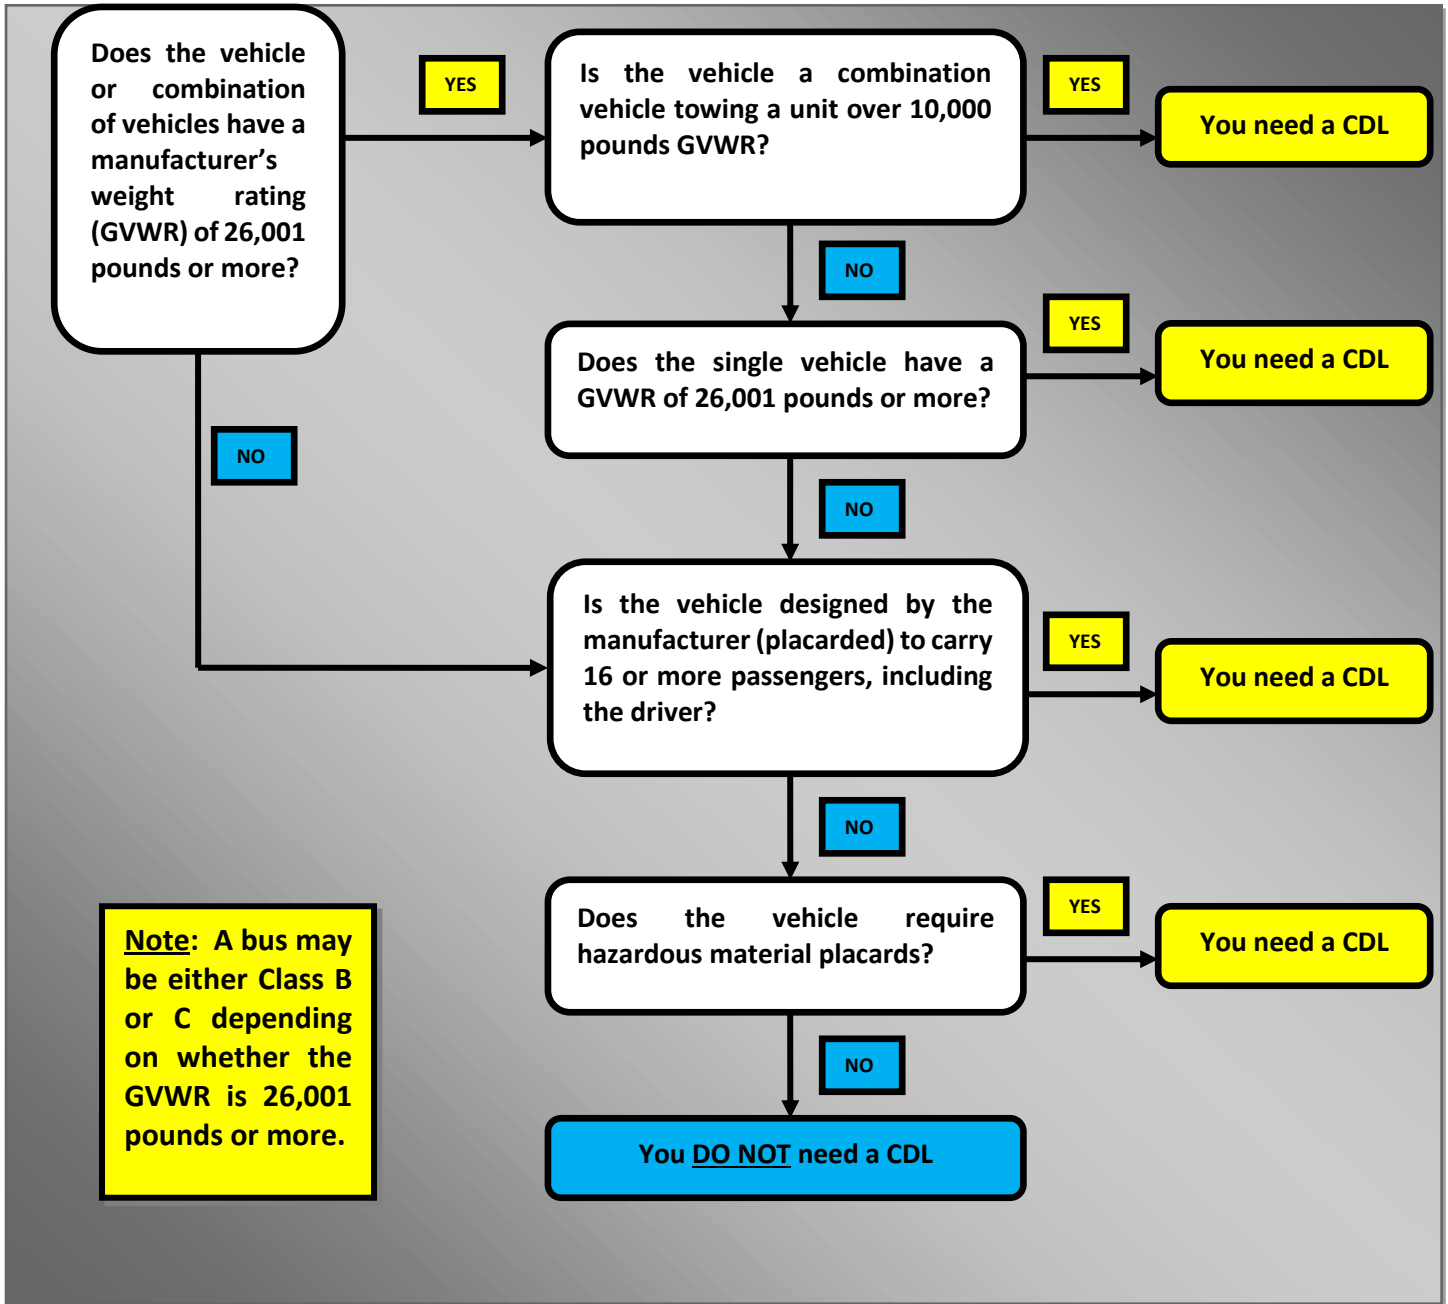 Does the vehicle
or combination
of vehicles have a
manufacturer’s
weight rating
(GVWR) of 26,001
pounds or more?
YES
Is the vehicle a combination
vehicle towing a unit over 10,000
pounds GVWR?
YES
You need a CDL
NO
Does the single vehicle have a
GVWR of 26,001 pounds or more?
YES
You need a CDL
NO
NO
Is the vehicle designed by the
manufacturer (placarded) to carry
16 or more passengers, including
the driver?
YES
You need a CDL
NO
Does the vehicle require
hazardous material placards?
YES
You need a CDL
NO
You DO NOT need a CDL
Note: A bus may
be either Class B
or C depending
on whether the
GVWR is 26,001
pounds or more.